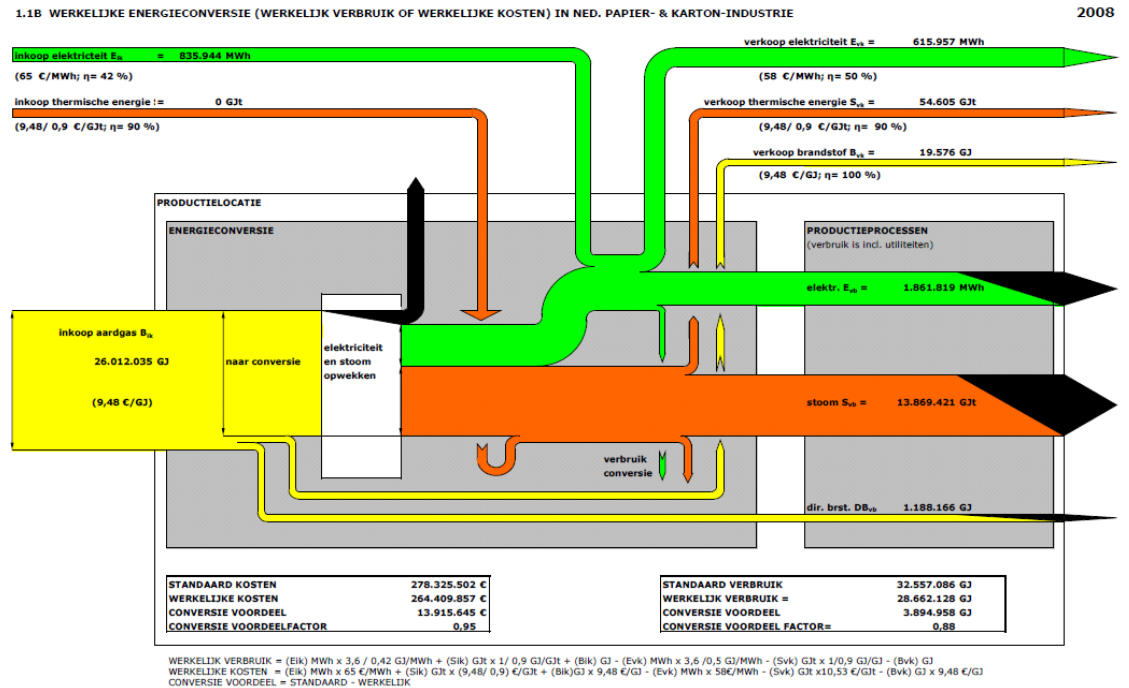 1.1B WERKELIJKE ENERGIECONVERSIE (WERKELIJK VERBRUIK OF WERKELIJKE KOSTEN) IN NED. PAPIER- & KARTON-INDUSTRIE 2008
inkoop elektricteit Eik = 835.944 MWh
(65 €/MWh; η= 42 %)
inkoop thermische energie != 0 GJt
(9,48/ 0,9 €/GJt; η= 90 %)
verkoop elektriciteit Evk = 615.957 MWh
(58 €/MWh; η= 50 %)
verkoop thermische energie Svk = 54.605 GJt
(9,48/ 0,9 €/GJt; η= 90 %)
verkoop brandstof Bvk = 19.576 GJ
(9,48 €/GJ; η= 100 %)
PRODUCTIELOCATIE
ENERGIECONVERSIE
PRODUCTIEPROCESSEN
(verbruik is incl. utiliteiten)
elektr. Evb = 1.861.819 MWh
inkoop aardgas Bik
26.012.035 GJ
(9,48 €/GJ)
naar conversie
elektriciteit
en stoom
opwekken
stoom Svb = 13.869.421 GJt
verbruik
conversie
dir. brst. DBvb 1.188.166 GJ
STANDAARD KOSTEN 278.325.502 €
WERKELIJKE KOSTEN 264.409.857 €
CONVERSIE VOORDEEL 13.915.645 €
CONVERSIE VOORDEELFACTOR 0,95
STANDAARD VERBRUIK 32.557.086 GJ
WERKELIJK VERBRUIK = 28.662.128 GJ
CONVERSIE VOORDEEL 3.894.958 GJ
CONVERSIE VOORDEEL FACTOR= 0,88
WERKELIJK VERBRUIK = (Eik) MWh x 3,6 / 0,42 GJ/MWh + (Sik) GJt x 1/ 0,9 GJ/GJt + (Bik) GJ - (Evk) MWh x 3,6 /0,5 GJ/MWh - (Svk) GJt x 1/0,9 GJ/GJ - (Bvk) GJ
WERKELIJKE KOSTEN = (Eik) MWh x 65 €/MWh + (Sik) GJt x (9,48/ 0,9) €/GJt + (Bik)GJ x 9,48 €/GJ - (Evk) MWh x 58€/MWh - (Svk) GJt x10,53 €/GJt - (Bvk) GJ x 9,48 €/GJ
CONVERSIE VOORDEEL = STANDAARD - WERKELIJK